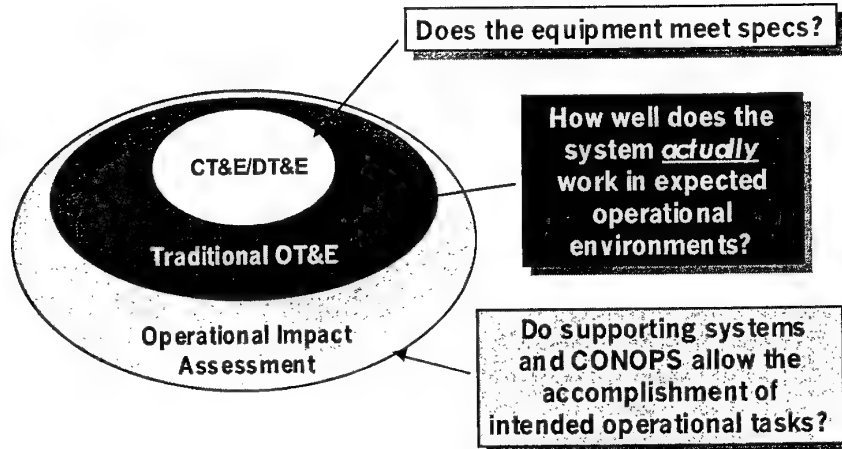 Does the equipment meet specs?
CT&E/DT&E
How well does the
system actually
work in expected
operational
environments?
Traditional OT&E
Operational Impact
Assessment
Do supporting systems
and CONOPS allow the
accomplishment of
intended operational tasks?